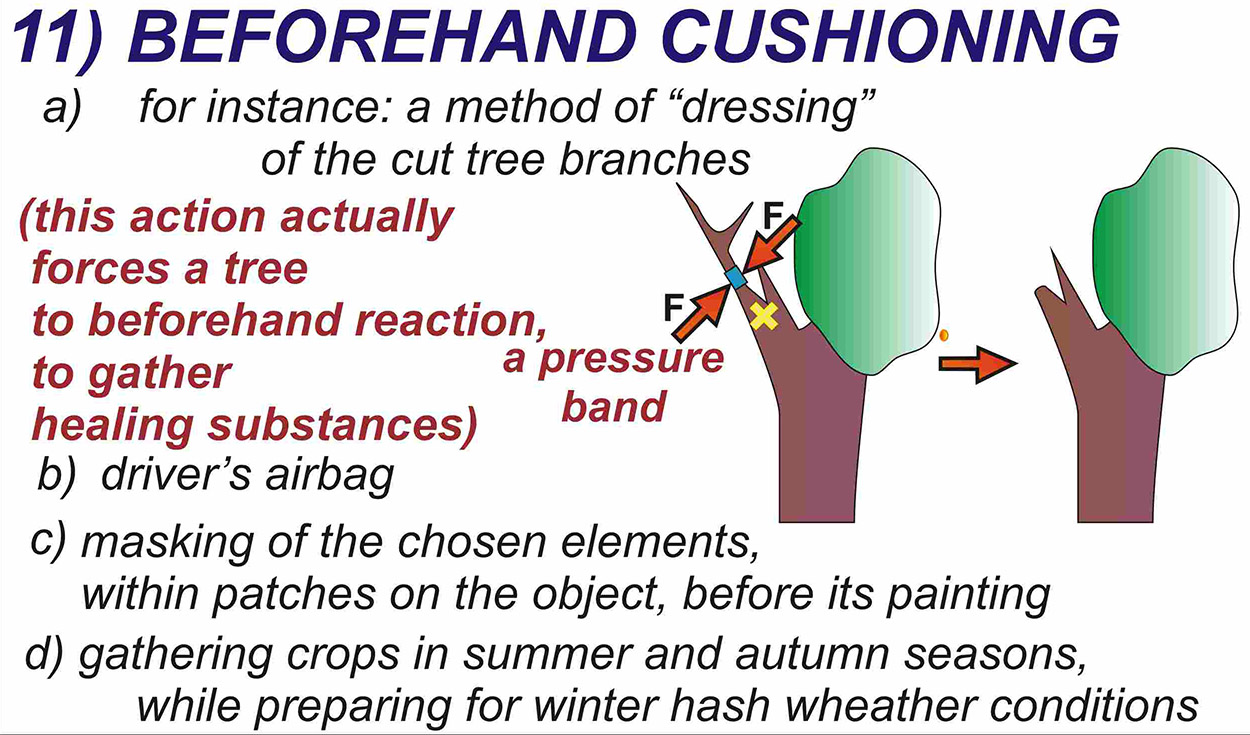 11) BEFOREHAND CUSHIONING
a) for instance: a method of “dressing”
of the cut tree branches
(this action actually
forces a tree
to beforehand reaction,
to gather
healing substances)
F
F
a pressure
band
b) driver’s airbag
c) masking of the chosen elements,
within patches on the object, before its painting
d) gathering crops in summer and autumn seasons,
while preparing for winter hash wheather conditions